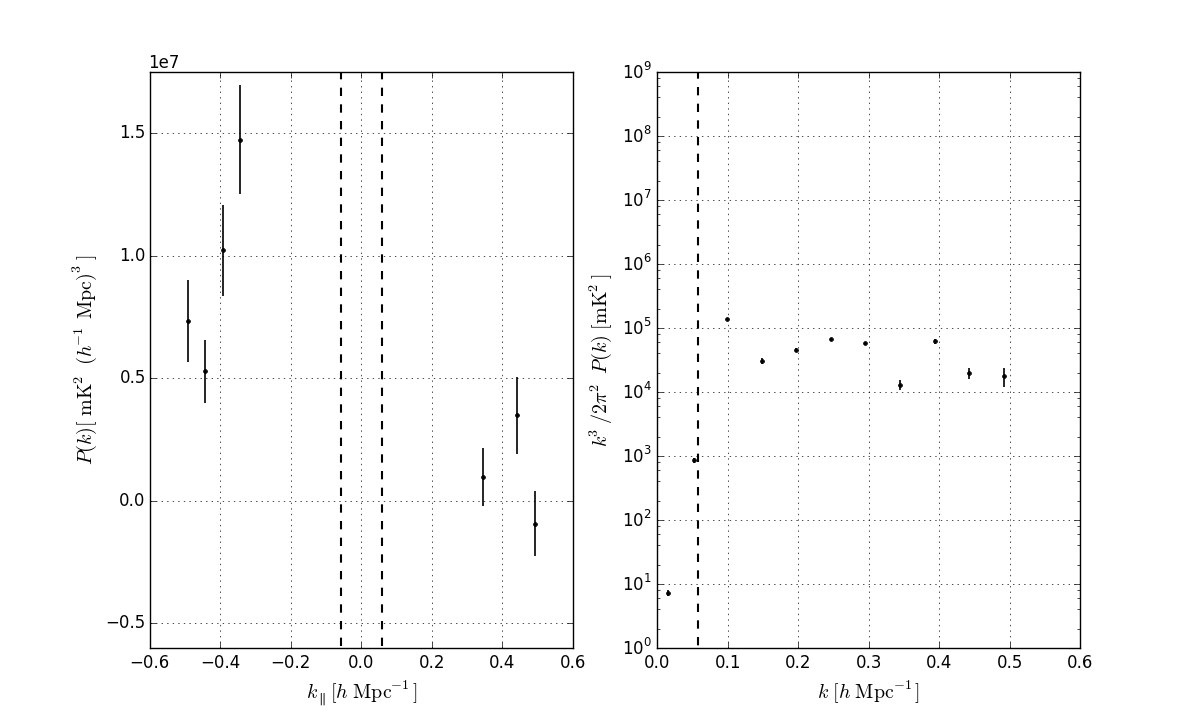 1e7
1.5
1.0
0.5
0.0
−0.5
−0.6 −0.4 −0.2 0.0 0.2 0.4 0.6
P(k)[ mK² (h⁻¹ Mpc)³ ]
k∥ [h Mpc⁻¹]
10⁹
10⁸
10⁷
10⁶
10⁵
10⁴
10³
10²
10¹
10⁰
0.0 0.1 0.2 0.3 0.4 0.5 0.6
k³/2π² P(k) [mK²]
k [h Mpc⁻¹]